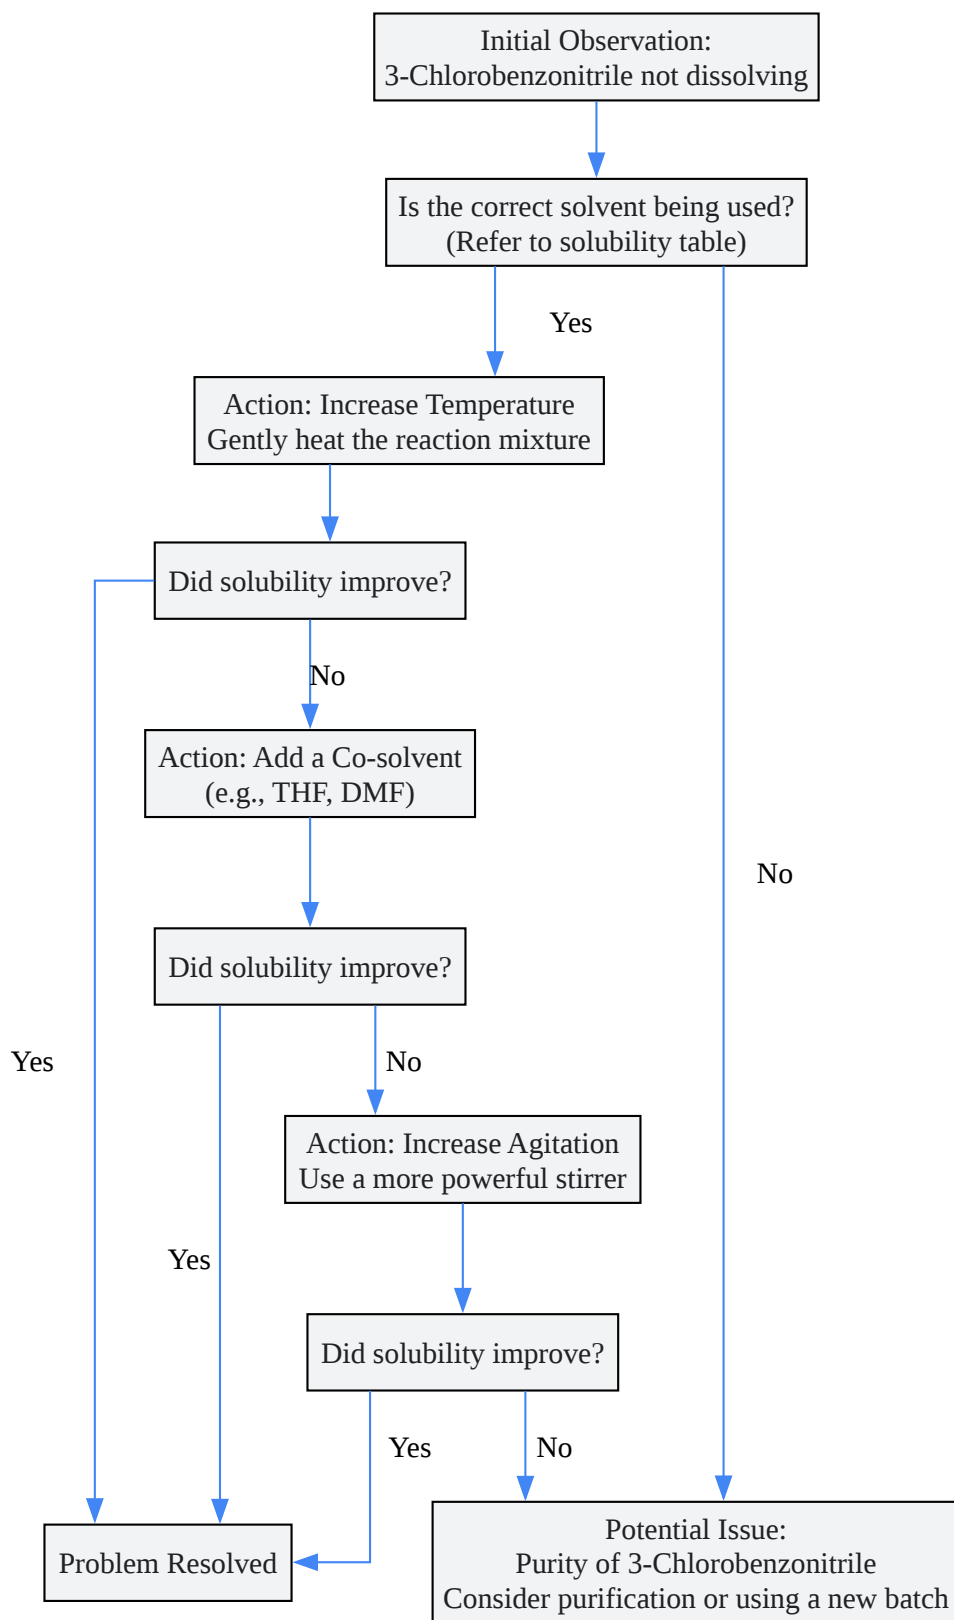 Initial Observation:
3-Chlorobenzonitrile not dissolving
Is the correct solvent being used?
(Refer to solubility table)
Yes
Action: Increase Temperature
Gently heat the reaction mixture
Did solubility improve?
No
Action: Add a Co-solvent
(e.g., THF, DMF)
No
Did solubility improve?
Yes
No
Action: Increase Agitation
Use a more powerful stirrer
Yes
Did solubility improve?
Yes
No
Potential Issue:
Problem Resolved
Purity of 3-Chlorobenzonitrile
Consider purification or using a new batch